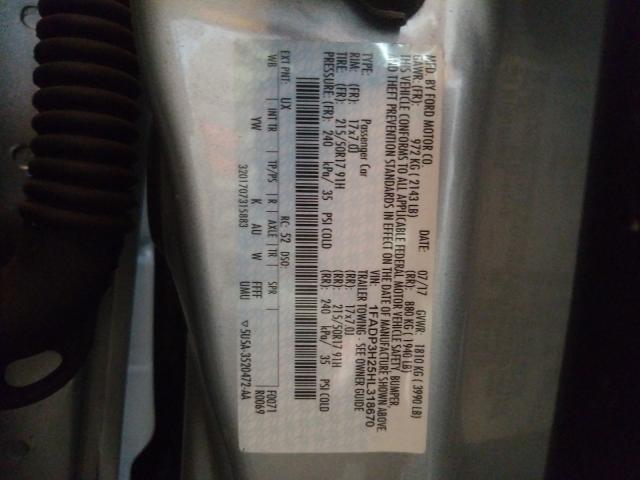 MFD. BY FORD MOTOR CO.
DATE: 07/17 GVWR: 1810 KG ( 3990 LB)
GAWR: (FR): 972 KG ( 2143 LB) (RR): 880 KG ( 1940 LB)
THIS VEHICLE CONFORMS TO ALL APPLICABLE FEDERAL MOTOR VEHICLE SAFETY, BUMPER
AND THEFT PREVENTION STANDARDS IN EFFECT ON THE DATE OF MANUFACTURE SHOWN ABOVE.
VIN: 1FADP3H25HL318670
TYPE: Passenger Car TRAILER TOWING - SEE OWNER GUIDE
RIM: (FR): 17x7.0J (RR): 17x7.0J
TIRE: (FR): 215/50R17 91H (RR): 215/50R17 91H
PRESSURE: (FR): 240 kPa/ 35 PSI COLD (RR): 240 kPa/ 35 PSI COLD
EXT PNT: UX RC: 52 DSO: F0071
WB INT TR TP/PS R AXLE TR SPR R0069
YW K AU W FFFF
3201707315883 UMU ▽5U5A-3520472-AA